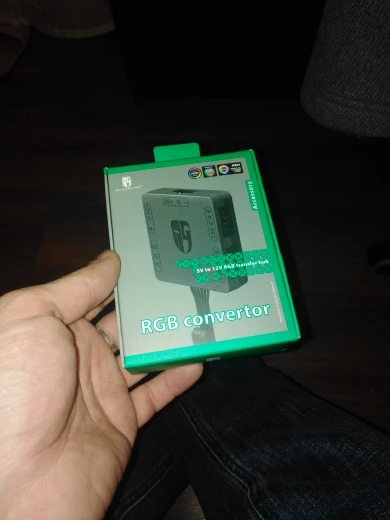 Accessory
5V to 12V RGB transfer hub
RGB convertor